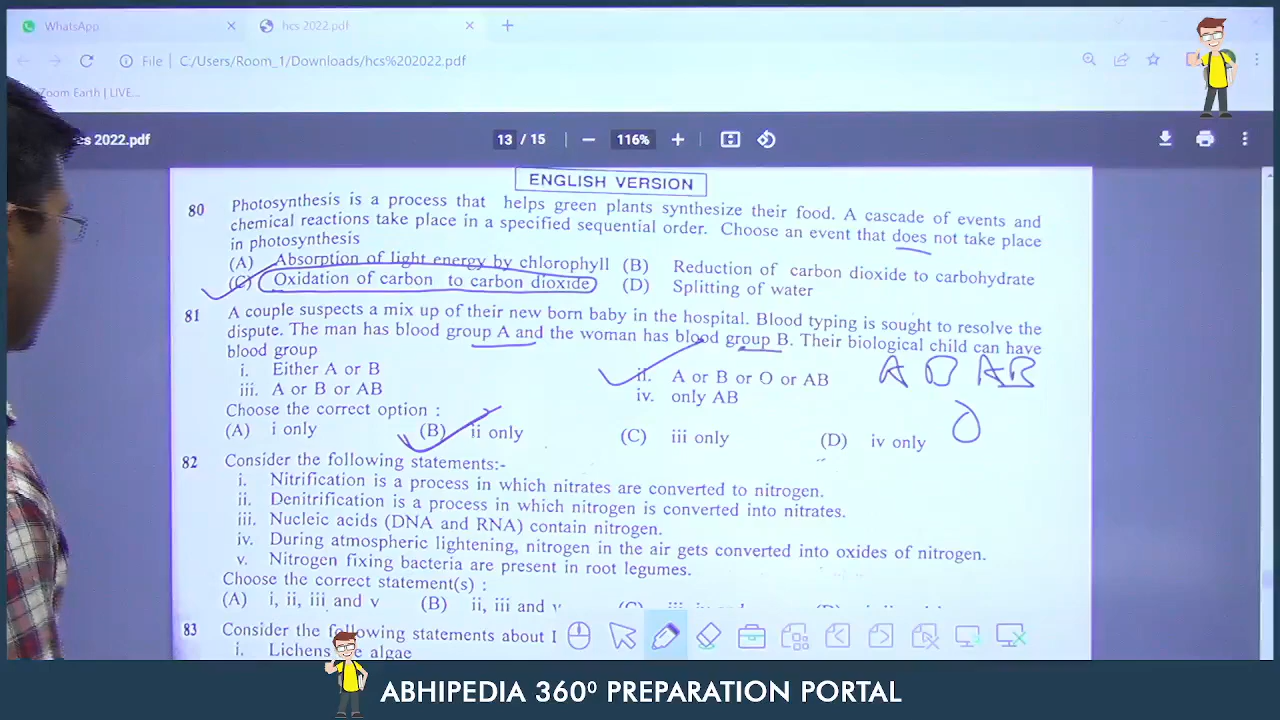 WhatsApp
hcs 2022.pdf
File | C:/Users/Room_1/Downloads/hcs%202022.pdf
Zoom Earth | LIVE...
cs 2022.pdf
13 / 15
116%
ENGLISH VERSION
80 Photosynthesis is a process that helps green plants synthesize their food. A cascade of events and
chemical reactions take place in a specified sequential order. Choose an event that does not take place
in photosynthesis
(A) Absorption of light energy by chlorophyll (B) Reduction of carbon dioxide to carbohydrate
(C) Oxidation of carbon to carbon dioxide (D) Splitting of water
81 A couple suspects a mix up of their new born baby in the hospital. Blood typing is sought to resolve the
dispute. The man has blood group A and the woman has blood group B. Their biological child can have
blood group
i. Either A or B ii. A or B or O or AB
iii. A or B or AB iv. only AB
A B AB
O
Choose the correct option :
(A) i only (B) ii only (C) iii only (D) iv only
82 Consider the following statements:-
i. Nitrification is a process in which nitrates are converted to nitrogen.
ii. Denitrification is a process in which nitrogen is converted into nitrates.
iii. Nucleic acids (DNA and RNA) contain nitrogen.
iv. During atmospheric lightening, nitrogen in the air gets converted into oxides of nitrogen.
v. Nitrogen fixing bacteria are present in root legumes.
Choose the correct statement(s) :
(A) i, ii, iii and v (B) ii, iii and v
83 Consider the following statements about
i. Lichens are algae
ABHIPEDIA 360⁰ PREPARATION PORTAL